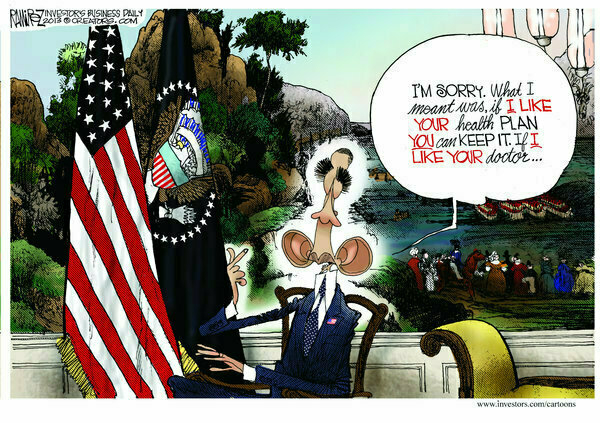 RAMIREZ INVESTOR'S BUSINESS DAILY
2013 © CREATORS.COM
I'M SORRY. What I
meant was, if I LIKE
YOUR health PLAN
YOU can KEEP IT. If I
LIKE YOUR doctor...
www.investors.com/cartoons